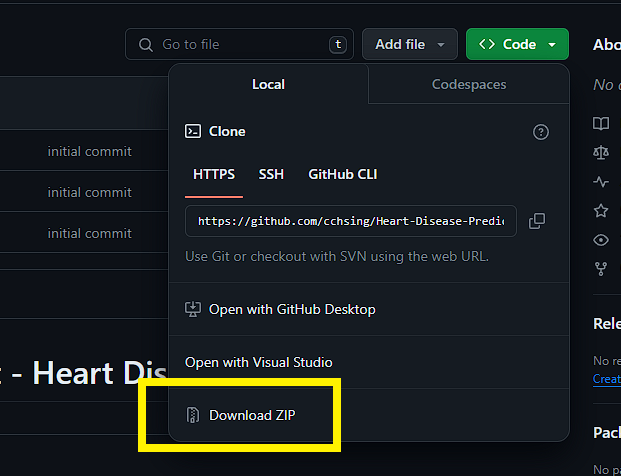 Go to file
t
Add file
Code
Abo
Local
Codespaces
No
Clone
HTTPS
SSH
GitHub CLI
initial commit
initial commit
initial commit
https://github.com/cchsing/Heart-Disease-Predi
Use Git or checkout with SVN using the web URL.
Open with GitHub Desktop
Rele
No re
Open with Visual Studio
- Heart Dis
Creat
Download ZIP
Pack
No pa